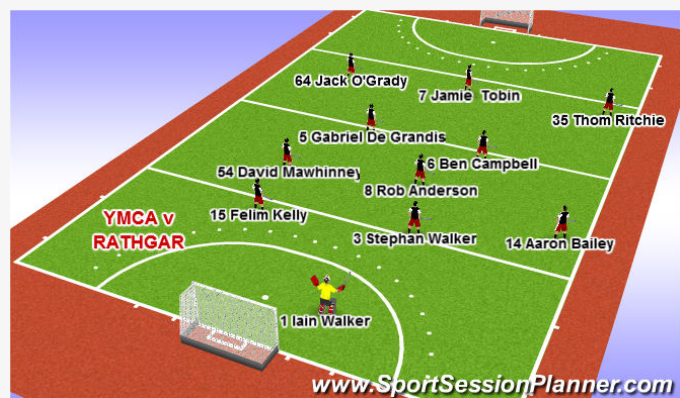 64 Jack O'Grady
7 Jamie Tobin
35 Thom Ritchie
5 Gabriel De Grandis
6 Ben Campbell
54 David Mawhinney
8 Rob Anderson
15 Felim Kelly
YMCA v
RATHGAR
3 Stephan Walker
14 Aaron Bailey
1 Iain Walker
www.SportSessionPlanner.com